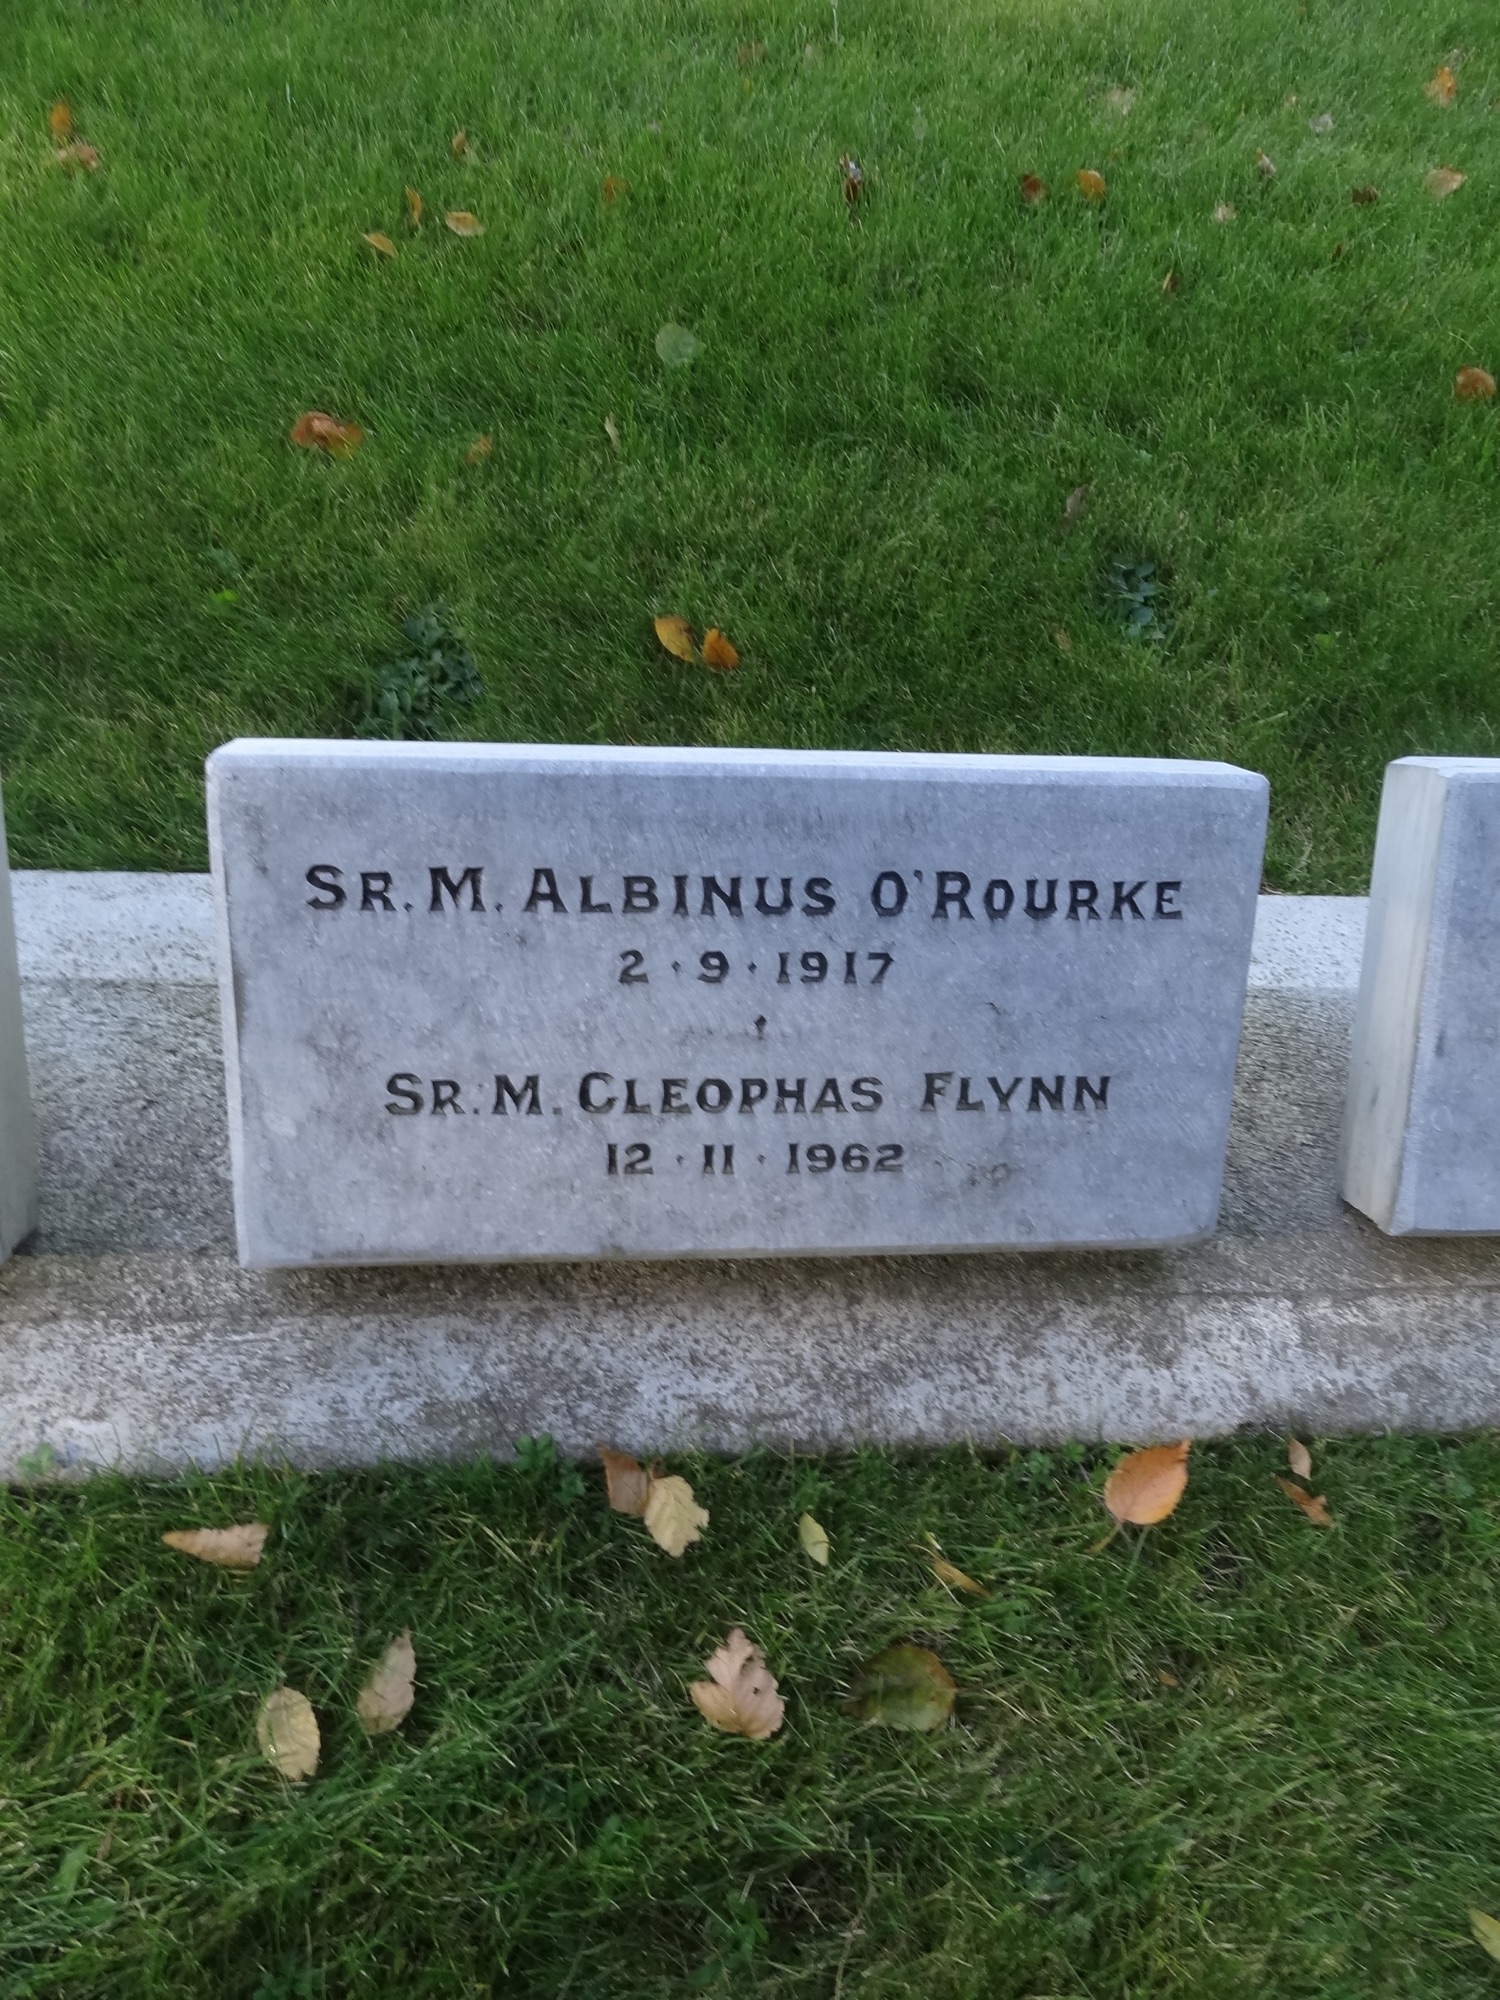 SR. M. ALBINUS O'ROURKE
2·9·1917
SR. M. CLEOPHAS FLYNN
12·11·1962